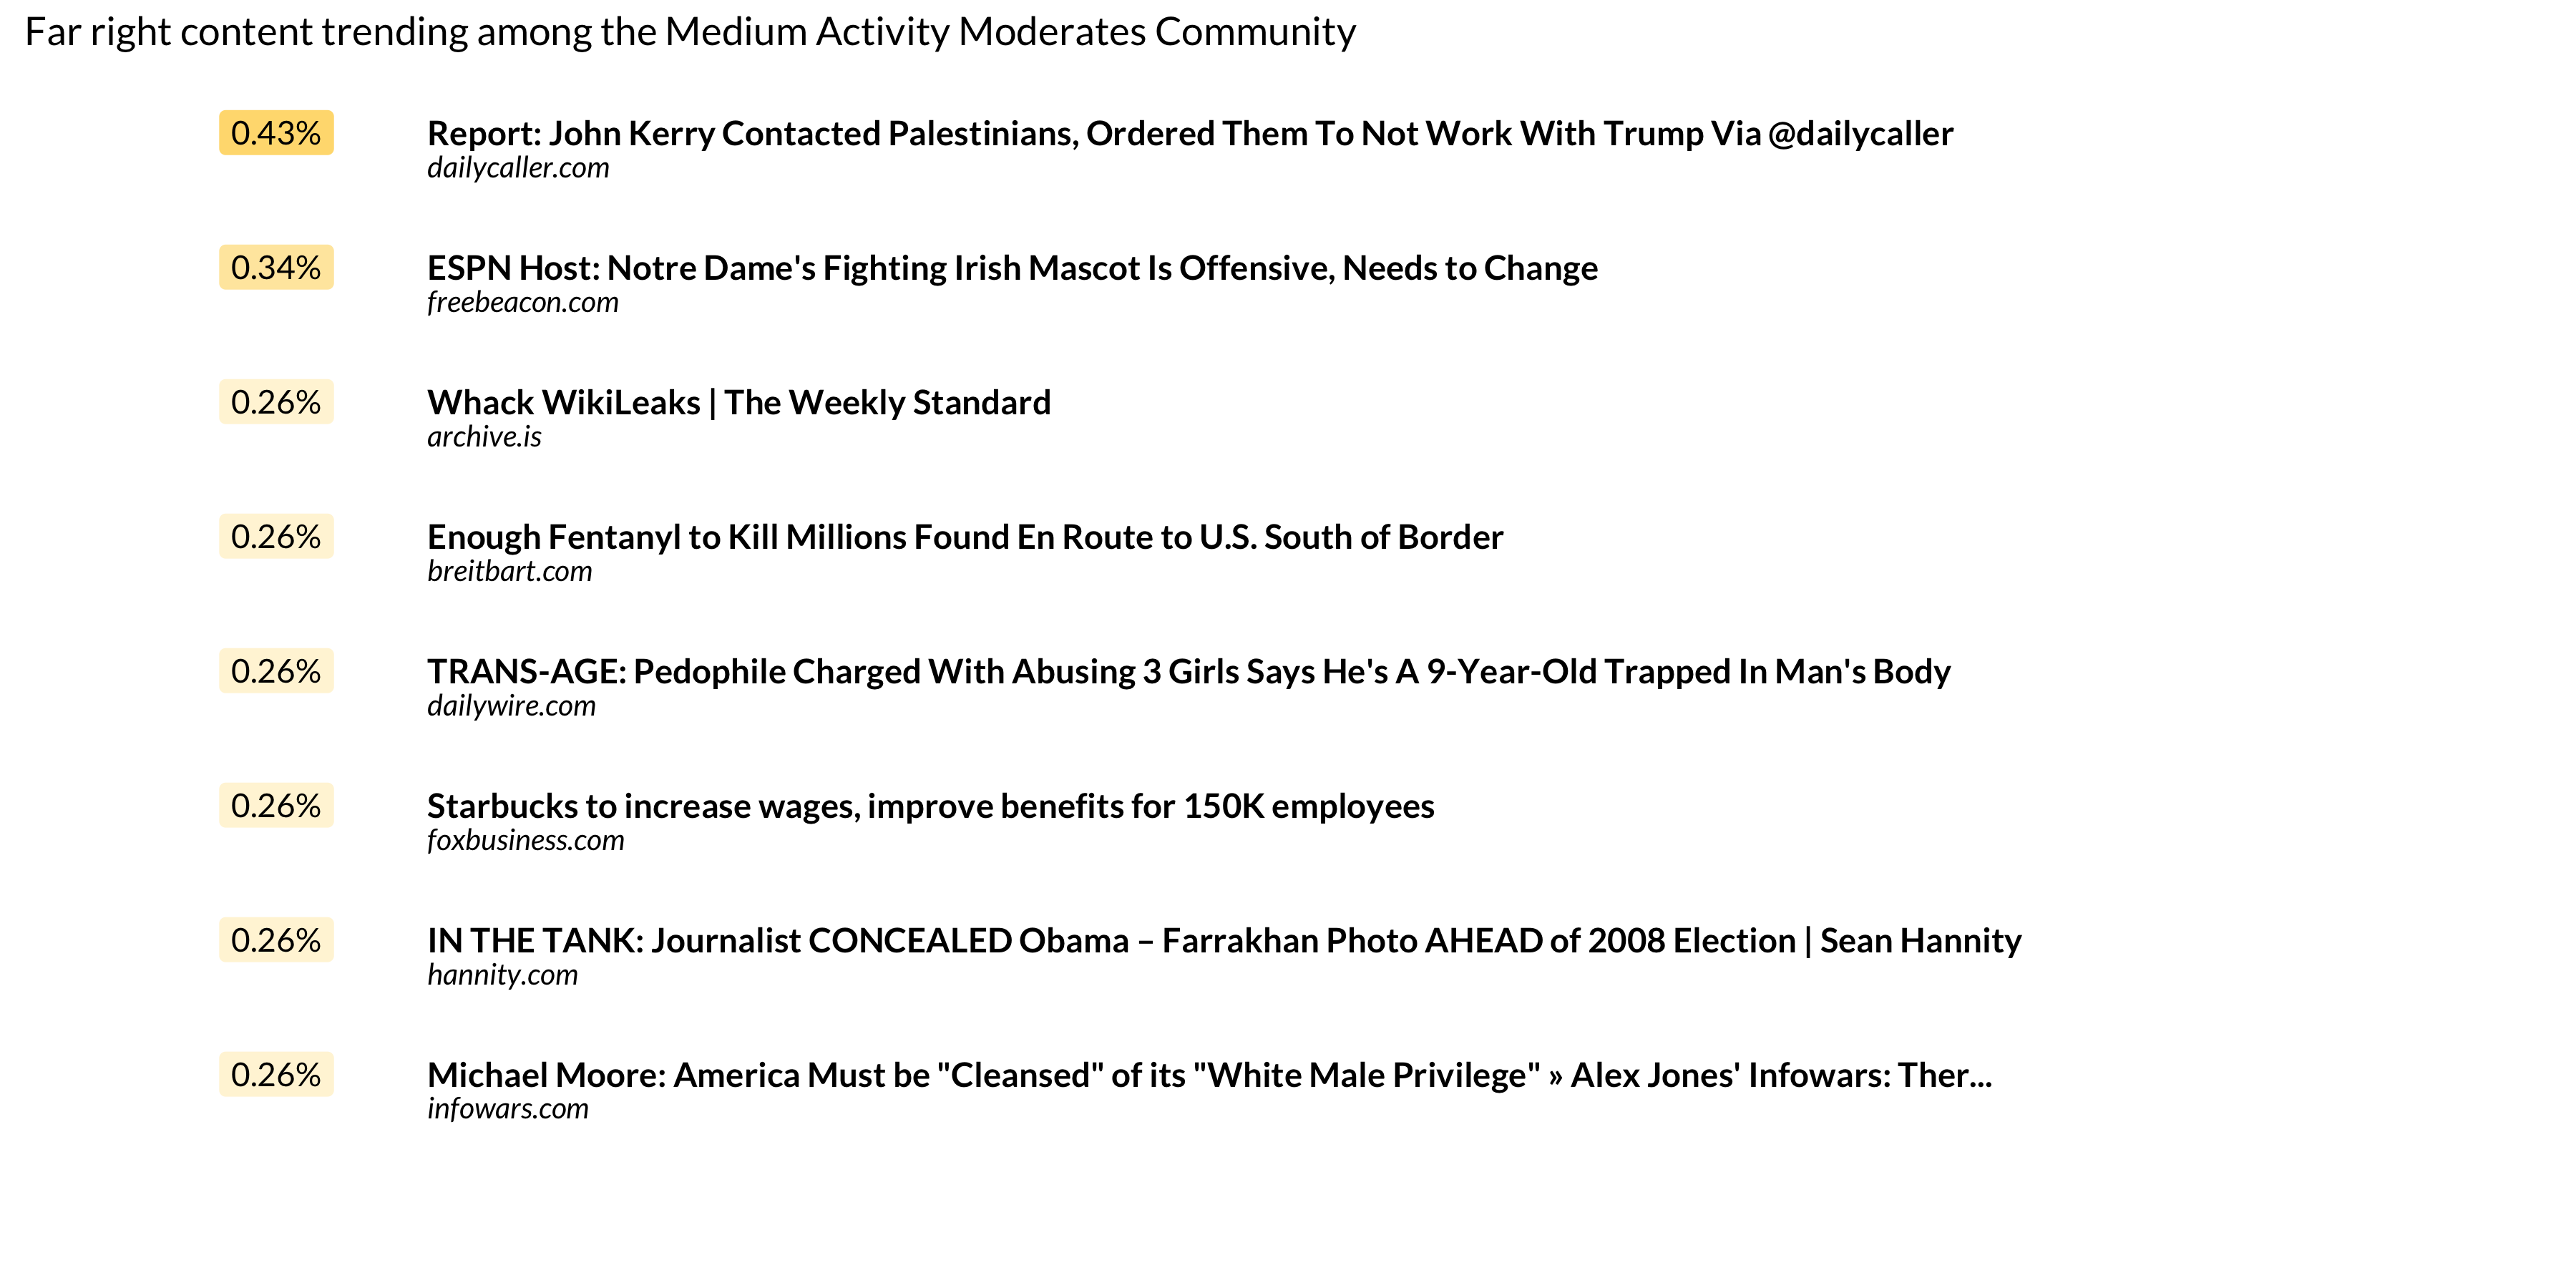 Far right content trending among the Medium Activity Moderates Community
0.43%
Report: John Kerry Contacted Palestinians, Ordered Them To Not Work With Trump Via @dailycaller
dailycaller.com
0.34%
ESPN Host: Notre Dame's Fighting Irish Mascot Is Offensive, Needs to Change
freebeacon.com
0.26%
Whack WikiLeaks | The Weekly Standard
archive.is
0.26%
Enough Fentanyl to Kill Millions Found En Route to U.S. South of Border
breitbart.com
0.26%
TRANS-AGE: Pedophile Charged With Abusing 3 Girls Says He's A 9-Year-Old Trapped In Man's Body
dailywire.com
0.26%
Starbucks to increase wages, improve benefits for 150K employees
foxbusiness.com
0.26%
IN THE TANK: Journalist CONCEALED Obama – Farrakhan Photo AHEAD of 2008 Election | Sean Hannity
hannity.com
0.26%
Michael Moore: America Must be "Cleansed" of its "White Male Privilege" » Alex Jones' Infowars: Ther...
infowars.com